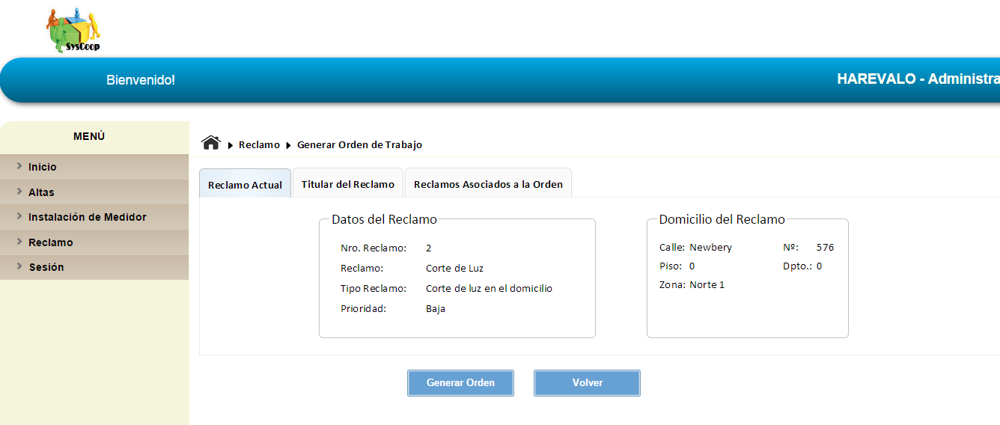 SysCoop
Bienvenido!
HAREVALO - Administra
MENÚ
Inicio
Altas
Instalación de Medidor
Reclamo
Sesión
Reclamo Generar Orden de Trabajo
Reclamo Actual Titular del Reclamo Reclamos Asociados a la Orden
Datos del Reclamo
Nro. Reclamo: 2
Reclamo: Corte de Luz
Tipo Reclamo: Corte de luz en el domicilio
Prioridad: Baja
Domicilio del Reclamo
Calle: Newbery Nº: 576
Piso: 0 Dpto.: 0
Zona: Norte 1
Generar Orden Volver